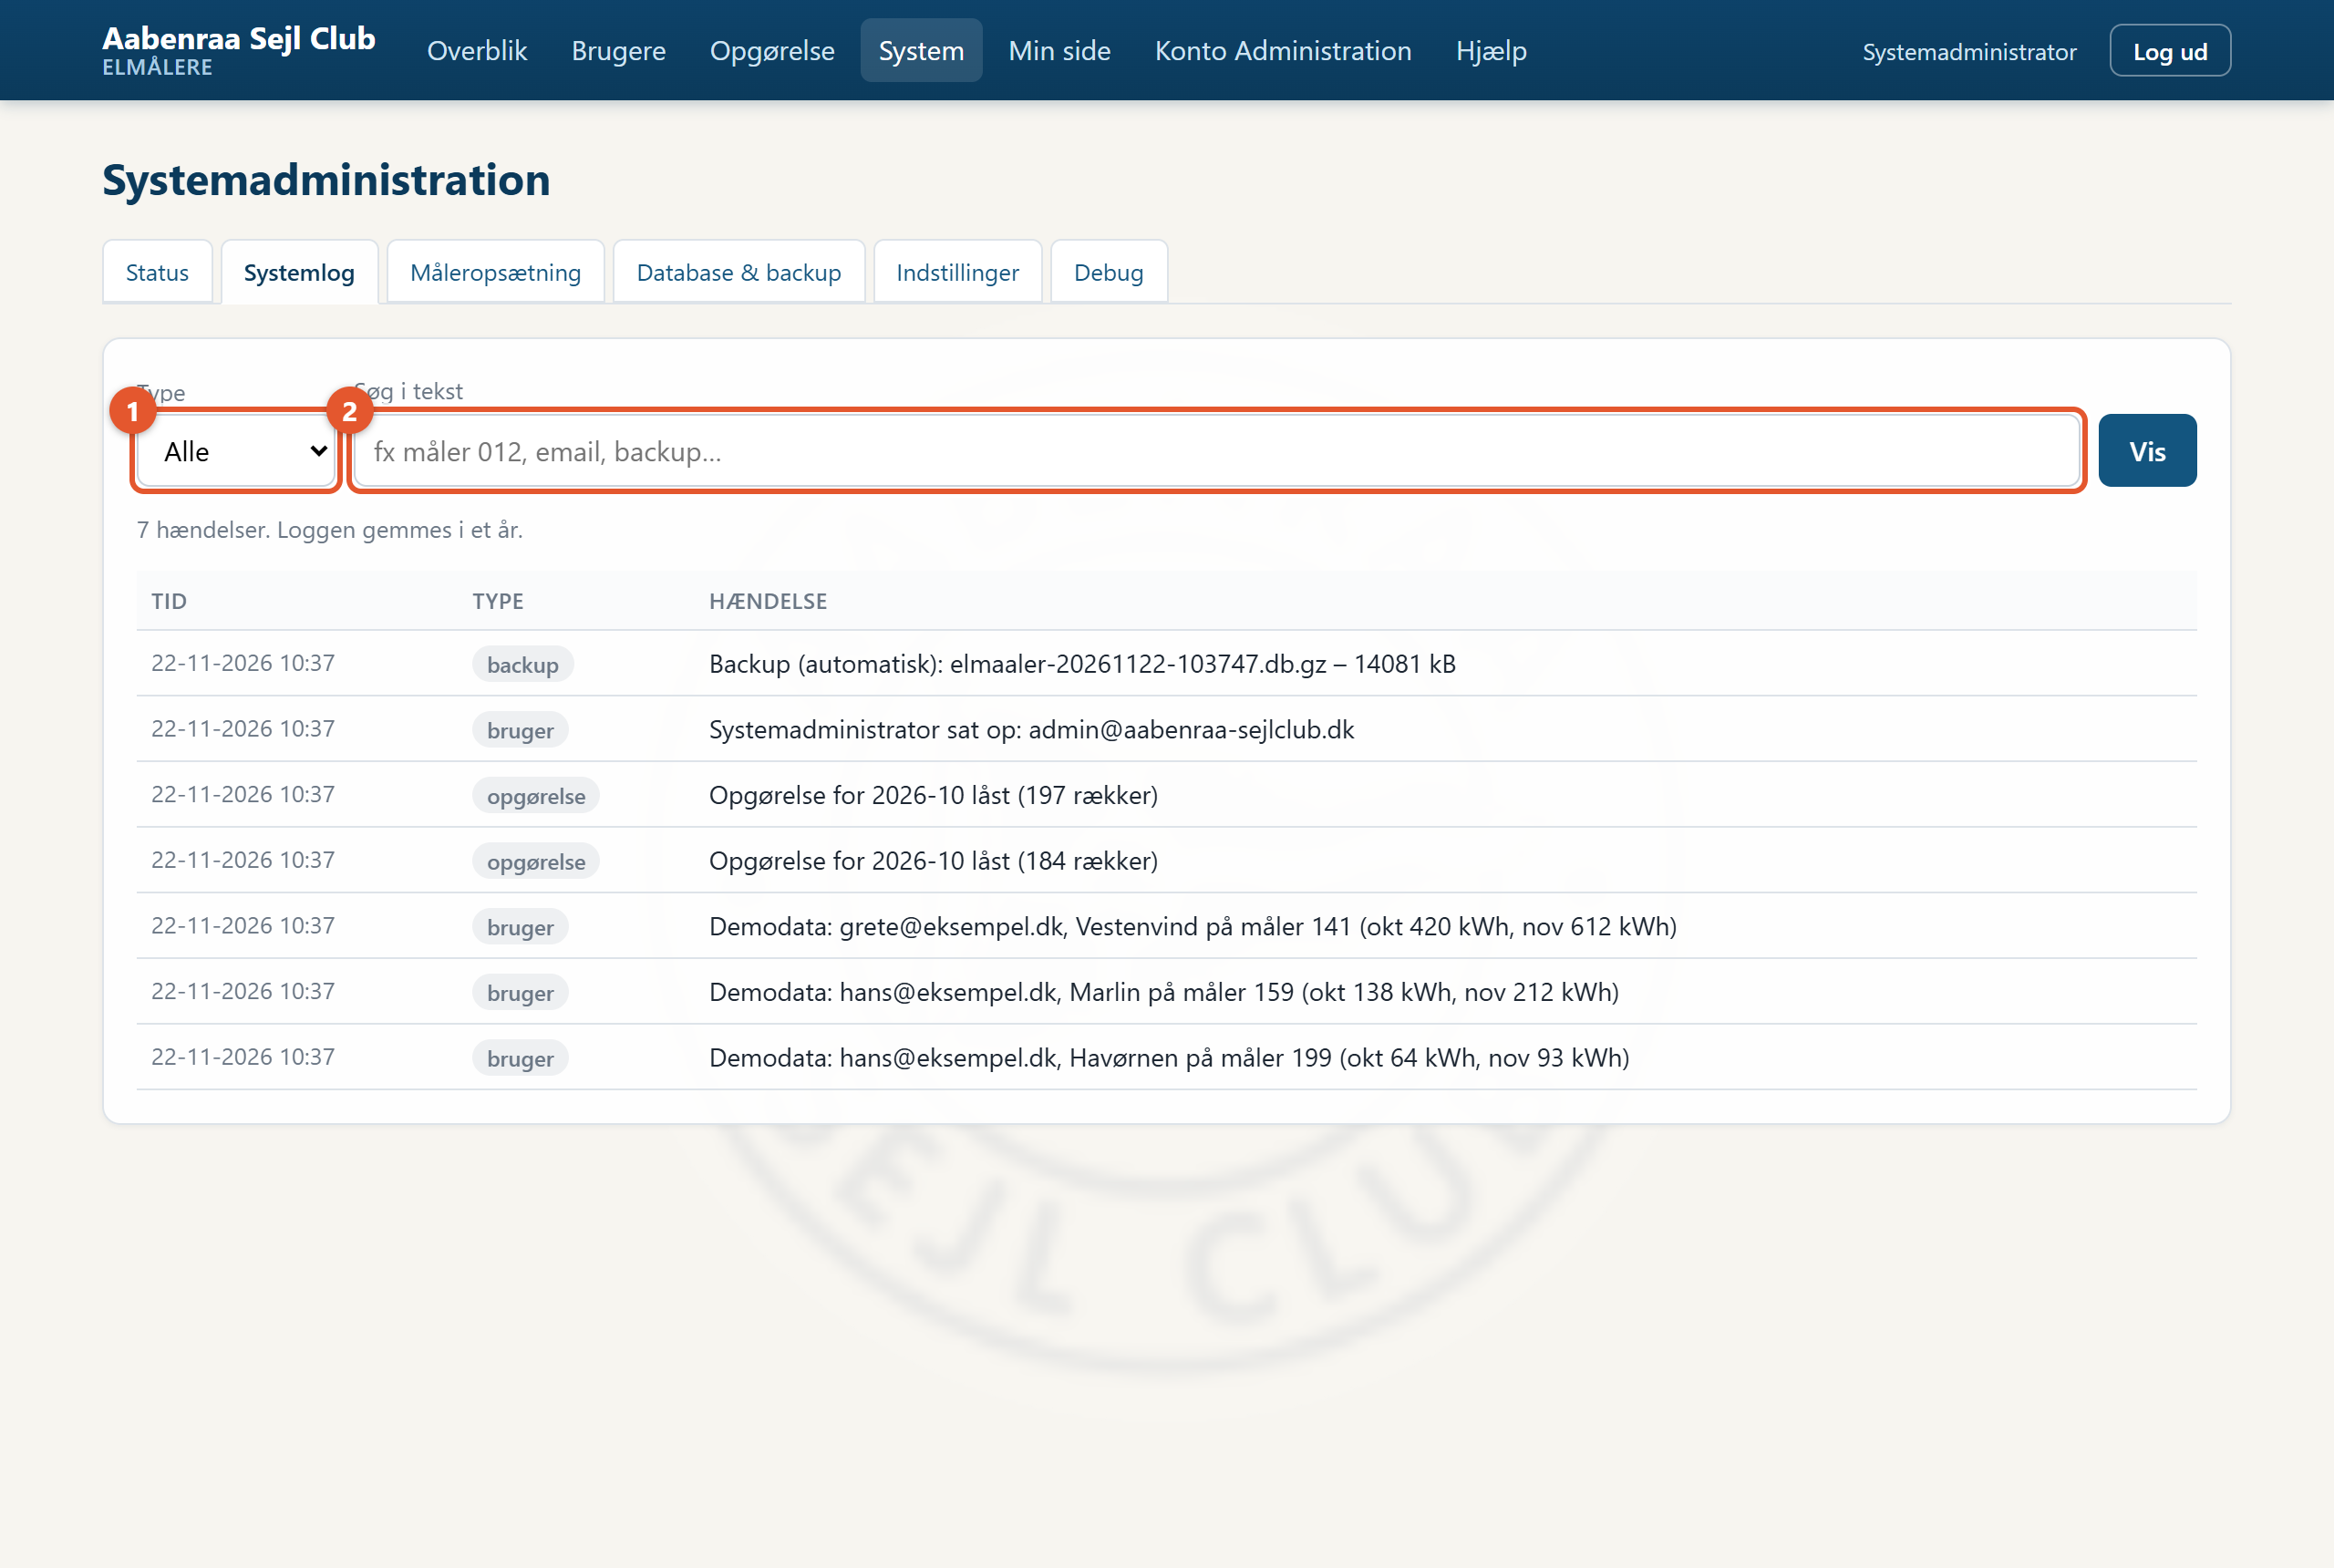 Aabenraa Sejl Club
ELMÅLERE
Overblik Brugere Opgørelse System Min side Konto Administration Hjælp
Systemadministrator Log ud
Systemadministration
Status Systemlog Måleropsætning Database & backup Indstillinger Debug
Type Søg i tekst
1 2
Alle fx måler 012, email, backup... Vis
7 hændelser. Loggen gemmes i et år.
TID TYPE HÆNDELSE
22-11-2026 10:37 backup Backup (automatisk): elmaaler-20261122-103747.db.gz – 14081 kB
22-11-2026 10:37 bruger Systemadministrator sat op: admin@aabenraa-sejlclub.dk
22-11-2026 10:37 opgørelse Opgørelse for 2026-10 låst (197 rækker)
22-11-2026 10:37 opgørelse Opgørelse for 2026-10 låst (184 rækker)
22-11-2026 10:37 bruger Demodata: grete@eksempel.dk, Vestenvind på måler 141 (okt 420 kWh, nov 612 kWh)
22-11-2026 10:37 bruger Demodata: hans@eksempel.dk, Marlin på måler 159 (okt 138 kWh, nov 212 kWh)
22-11-2026 10:37 bruger Demodata: hans@eksempel.dk, Havørnen på måler 199 (okt 64 kWh, nov 93 kWh)
SEJL CLUB